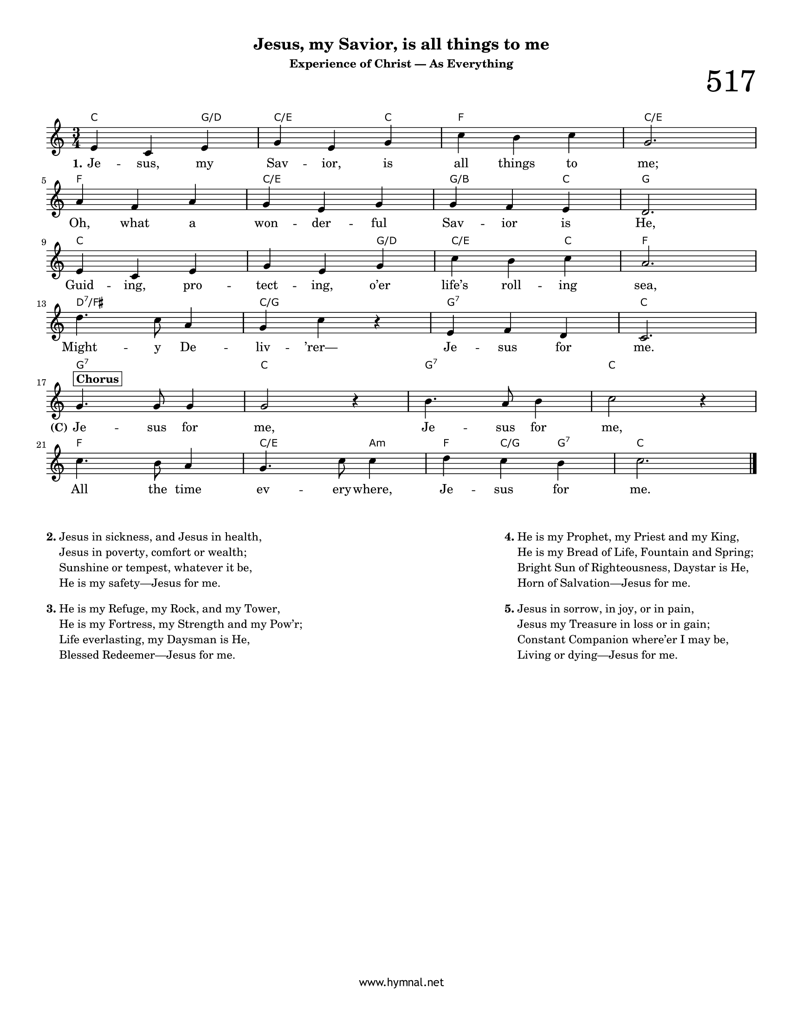 Jesus, my Savior, is all things to me
Experience of Christ — As Everything
517
C G/D C/E C F C/E
3
4
1. Je - sus, my Sav - ior, is all things to me;
5
F C/E G/B C G
Oh, what a won - der - ful Sav - ior is He,
9
C G/D C/E C F
Guid - ing, pro - tect - ing, o'er life's roll - ing sea,
13
D7/F♯ C/G G7 C
Might - y De - liv - 'rer— Je - sus for me.
G7 C G7 C
Chorus
17
(C) Je - sus for me, Je - sus for me,
21
F C/E Am F C/G G7 C
All the time ev - erywhere, Je - sus for me.
2. Jesus in sickness, and Jesus in health,
Jesus in poverty, comfort or wealth;
Sunshine or tempest, whatever it be,
He is my safety—Jesus for me.
3. He is my Refuge, my Rock, and my Tower,
He is my Fortress, my Strength and my Pow'r;
Life everlasting, my Daysman is He,
Blessed Redeemer—Jesus for me.
4. He is my Prophet, my Priest and my King,
He is my Bread of Life, Fountain and Spring;
Bright Sun of Righteousness, Daystar is He,
Horn of Salvation—Jesus for me.
5. Jesus in sorrow, in joy, or in pain,
Jesus my Treasure in loss or in gain;
Constant Companion where'er I may be,
Living or dying—Jesus for me.
www.hymnal.net